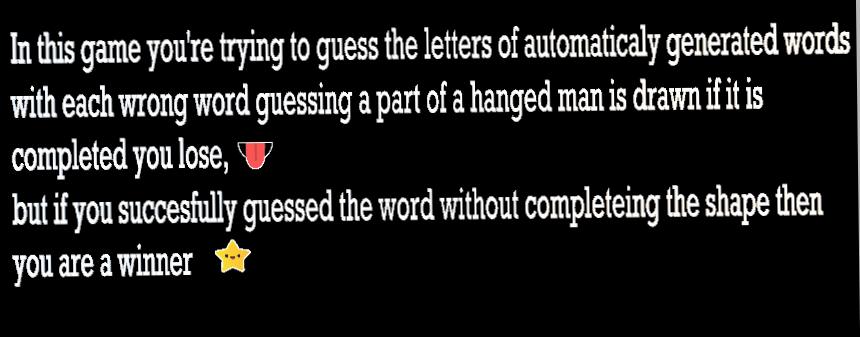 In this game you're trying to guess the letters of automaticaly generated words
with each wrong word guessing a part of a hanged man is drawn if it is
completed you lose,
but if you succesfully guessed the word without completeing the shape then
you are a winner